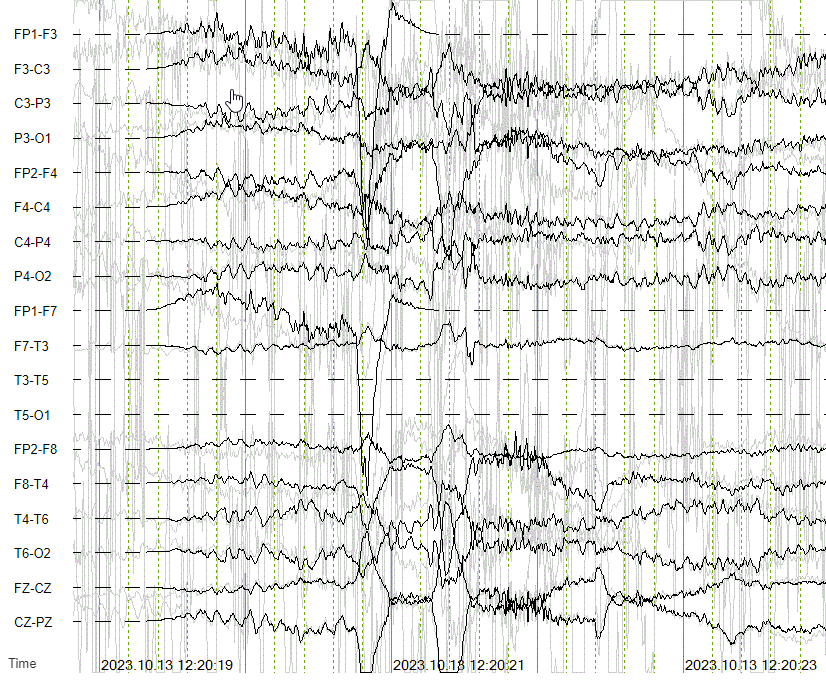 FP1-F3
F3-C3
C3-P3
P3-O1
FP2-F4
F4-C4
C4-P4
P4-O2
FP1-F7
F7-T3
T3-T5
T5-O1
FP2-F8
F8-T4
T4-T6
T6-O2
FZ-CZ
CZ-PZ
Time 2023.10.13 12:20:19 2023.10.13 12:20:21 2023.10.13 12:20:23